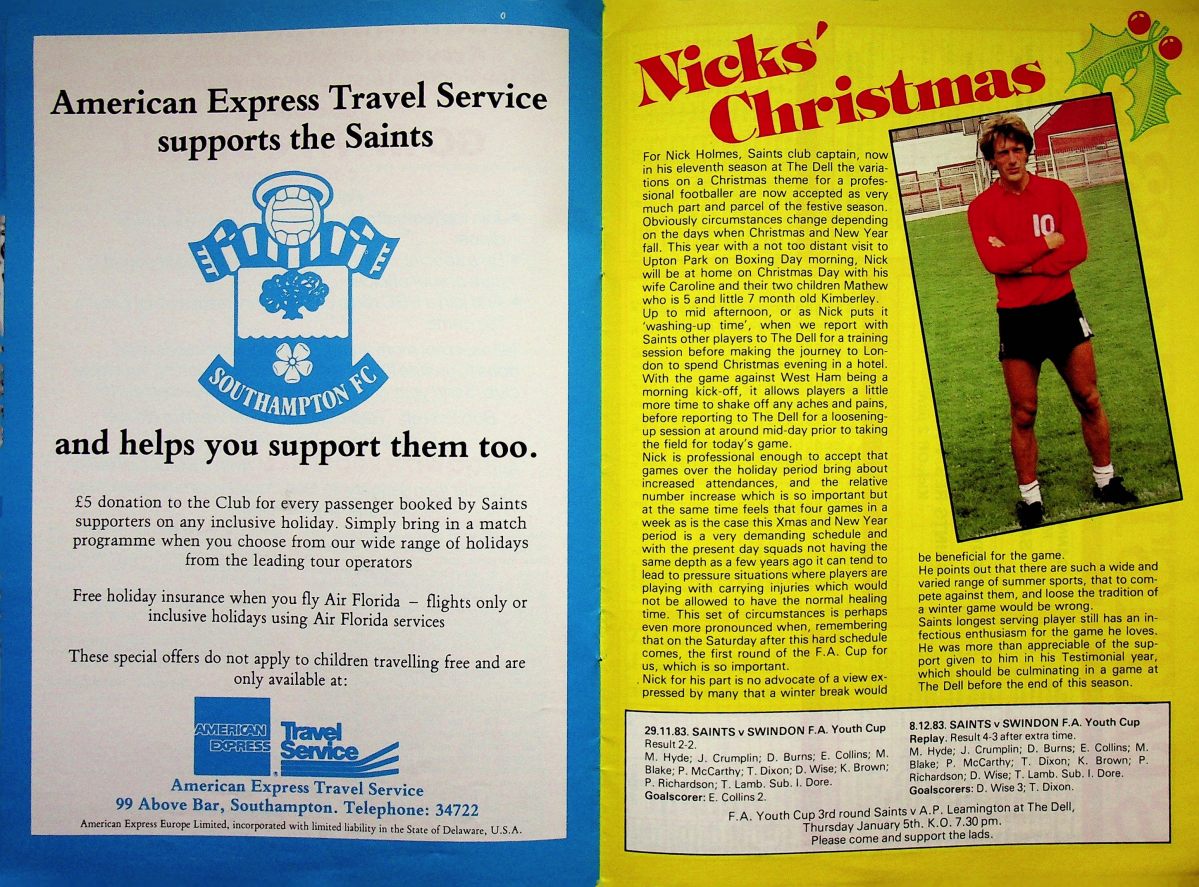 American Express Travel Service
supports the Saints
SOUTHAMPTON FC
and helps you support them too.
£5 donation to the Club for every passenger booked by Saints
supporters on any inclusive holiday. Simply bring in a match
programme when you choose from our wide range of holidays
from the leading tour operators
Free holiday insurance when you fly Air Florida – flights only or
inclusive holidays using Air Florida services
These special offers do not apply to children travelling free and are
only available at:
AMERICAN
EXPRESS
®
Travel
Service
American Express Travel Service
99 Above Bar, Southampton. Telephone: 34722
American Express Europe Limited, incorporated with limited liability in the State of Delaware, U.S.A.
Nicks'
Christmas
For Nick Holmes, Saints club captain, now
in his eleventh season at The Dell the varia-
tions on a Christmas theme for a profes-
sional footballer are now accepted as very
much part and parcel of the festive season.
Obviously circumstances change depending
on the days when Christmas and New Year
fall. This year with a not too distant visit to
Upton Park on Boxing Day morning, Nick
will be at home on Christmas Day with his
wife Caroline and their two children Mathew
who is 5 and little 7 month old Kimberley.
Up to mid afternoon, or as Nick puts it
'washing-up time', when we report with
Saints other players to The Dell for a training
session before making the journey to Lon-
don to spend Christmas evening in a hotel.
With the game against West Ham being a
morning kick-off, it allows players a little
more time to shake off any aches and pains,
before reporting to The Dell for a loosening-
up session at around mid-day prior to taking
the field for today's game.
Nick is professional enough to accept that
games over the holiday period bring about
increased attendances, and the relative
number increase which is so important but
at the same time feels that four games in a
week as is the case this Xmas and New Year
period is a very demanding schedule and
with the present day squads not having the
same depth as a few years ago it can tend to
lead to pressure situations where players are
playing with carrying injuries which would
not be allowed to have the normal healing
time. This set of circumstances is perhaps
even more pronounced when, remembering
that on the Saturday after this hard schedule
comes, the first round of the F.A. Cup for
us, which is so important.
Nick for his part is no advocate of a view ex-
pressed by many that a winter break would
10
be beneficial for the game.
He points out that there are such a wide and
varied range of summer sports, that to com-
pete against them, and loose the tradition of
a winter game would be wrong.
Saints longest serving player still has an in-
fectious enthusiasm for the game he loves.
He was more than appreciable of the sup-
port given to him in his Testimonial year,
which should be culminating in a game at
The Dell before the end of this season.
29.11.83. SAINTS v SWINDON F.A. Youth Cup
Result 2-2.
M. Hyde; J. Crumplin; D. Burns; E. Collins; M.
Blake; P. McCarthy; T. Dixon; D. Wise; K. Brown;
P. Richardson; T. Lamb. Sub. I. Dore.
Goalscorer: E. Collins 2.
8.12.83. SAINTS v SWINDON F.A. Youth Cup
Replay. Result 4-3 after extra time.
M. Hyde; J. Crumplin; D. Burns; E. Collins; M.
Blake; P. McCarthy; T. Dixon; K. Brown; P.
Richardson; D. Wise; T. Lamb. Sub. I. Dore.
Goalscorers: D. Wise 3; T. Dixon.
F.A. Youth Cup 3rd round Saints v A.P. Leamington at The Dell,
Thursday January 5th. K.O. 7.30 pm.
Please come and support the lads.